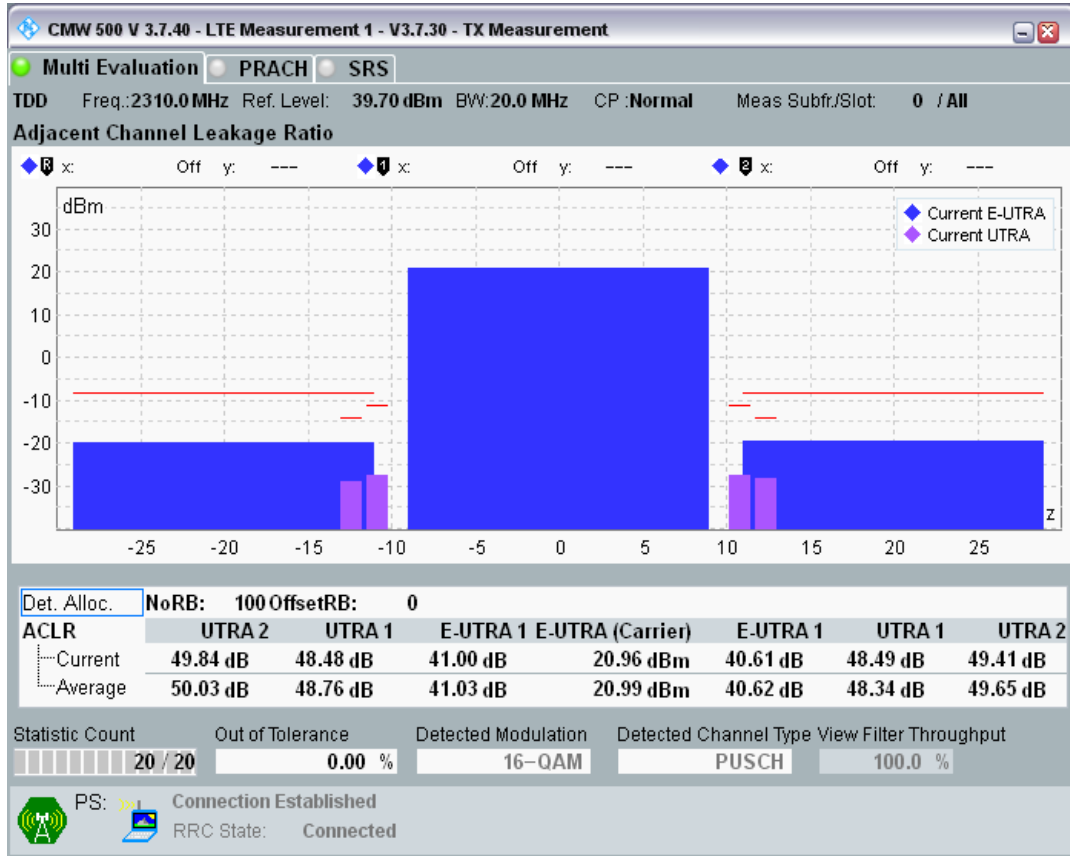 CMW 500 V 3.7.40 - LTE Measurement 1 - V3.7.30 - TX Measurement
Multi Evaluation PRACH SRS
TDD Freq.:2310.0 MHz Ref. Level: 39.70 dBm BW:20.0 MHz CP :Normal Meas Subfr./Slot: 0 / All
Adjacent Channel Leakage Ratio
R x: Off y: --- 1 x: Off y: --- 2 x: Off y: ---
dBm
Current E-UTRA
Current UTRA
30
20
10
0
-10
-20
-30
z
-25 -20 -15 -10 -5 0 5 10 15 20 25
Det. Alloc. NoRB: 100 OffsetRB: 0
ACLR UTRA 2 UTRA 1 E-UTRA 1 E-UTRA (Carrier) E-UTRA 1 UTRA 1 UTRA 2
Current 49.84 dB 48.48 dB 41.00 dB 20.96 dBm 40.61 dB 48.49 dB 49.41 dB
Average 50.03 dB 48.76 dB 41.03 dB 20.99 dBm 40.62 dB 48.34 dB 49.65 dB
Statistic Count Out of Tolerance Detected Modulation Detected Channel Type View Filter Throughput
20 / 20 0.00 % 16-QAM PUSCH 100.0 %
PS: Connection Established
RRC State: Connected